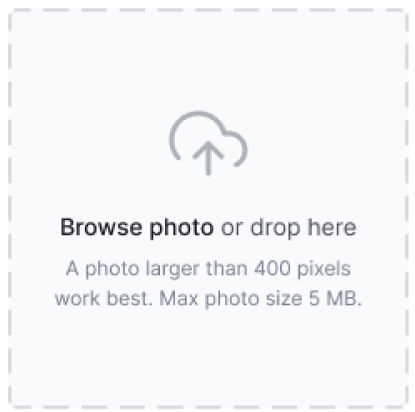 Browse photo or drop here
A photo larger than 400 pixels
work best. Max photo size 5 MB.